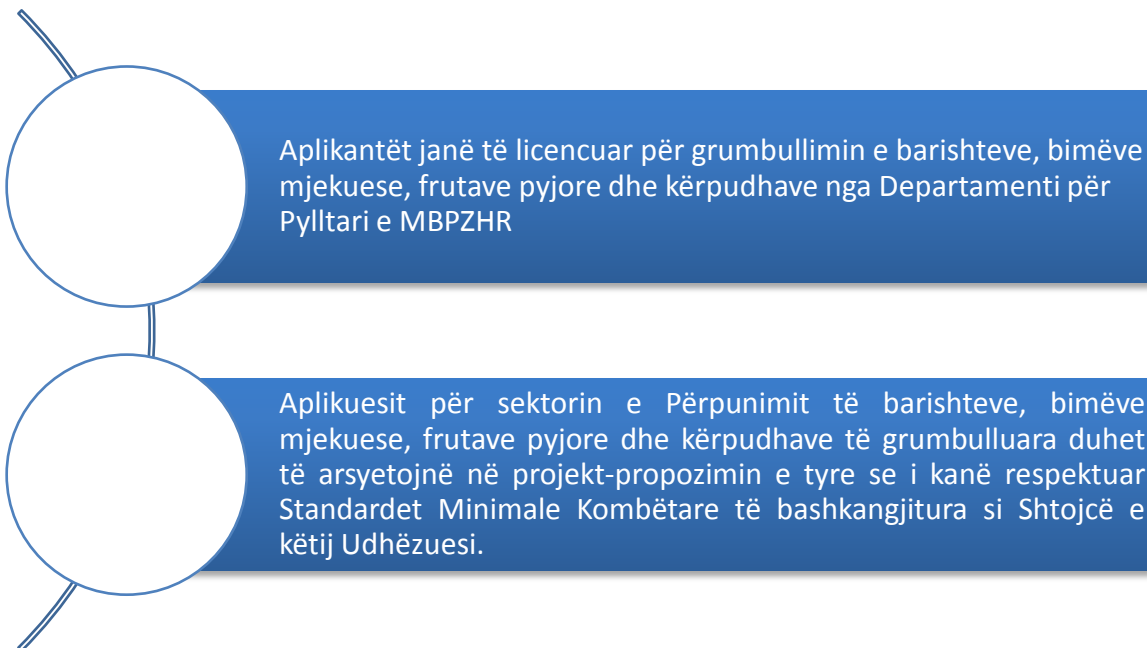 Aplikantët janë të licencuar për grumbullimin e barishteve, bimëve
mjekuese, frutave pyjore dhe kërpudhave nga Departamenti për
Pylltari e MBPZHR
Aplikuesit për sektorin e Përpunimit të barishteve, bimëve
mjekuese, frutave pyjore dhe kërpudhave të grumbulluara duhet
të arsyetojnë në projekt-propozimin e tyre se i kanë respektuar
Standardet Minimale Kombëtare të bashkangjitura si Shtojcë e
këtij Udhëzuesi.